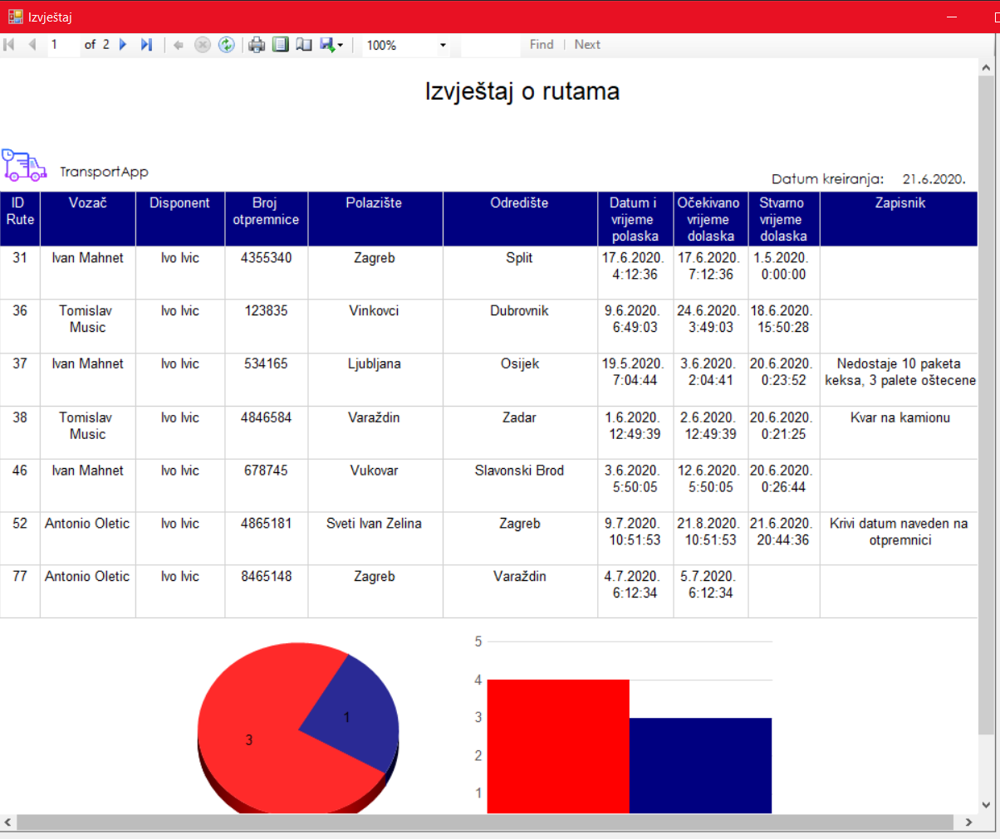 Izvještaj
1 of 2 100% Find Next
Izvještaj o rutama
TransportApp
Datum kreiranja: 21.6.2020.
ID Rute Vozač Disponent Broj otpremnice Polazište Odredište Datum i vrijeme polaska Očekivano vrijeme dolaska Stvarno vrijeme dolaska Zapisnik
31 Ivan Mahnet Ivo Ivic 4355340 Zagreb Split 17.6.2020. 4:12:36 17.6.2020. 7:12:36 1.5.2020. 0:00:00
36 Tomislav Music Ivo Ivic 123835 Vinkovci Dubrovnik 9.6.2020. 6:49:03 24.6.2020. 3:49:03 18.6.2020. 15:50:28
37 Ivan Mahnet Ivo Ivic 534165 Ljubljana Osijek 19.5.2020. 7:04:44 3.6.2020. 2:04:41 20.6.2020. 0:23:52 Nedostaje 10 paketa keksa, 3 palete oštecene
38 Tomislav Music Ivo Ivic 4846584 Varaždin Zadar 1.6.2020. 12:49:39 2.6.2020. 12:49:39 20.6.2020. 0:21:25 Kvar na kamionu
46 Ivan Mahnet Ivo Ivic 678745 Vukovar Slavonski Brod 3.6.2020. 5:50:05 12.6.2020. 5:50:05 20.6.2020. 0:26:44
52 Antonio Oletic Ivo Ivic 4865181 Sveti Ivan Zelina Zagreb 9.7.2020. 10:51:53 21.8.2020. 10:51:53 21.6.2020. 20:44:36 Krivi datum naveden na otpremnici
77 Antonio Oletic Ivo Ivic 8465148 Zagreb Varaždin 4.7.2020. 6:12:34 5.7.2020. 6:12:34
3
1
5
4
3
2
1